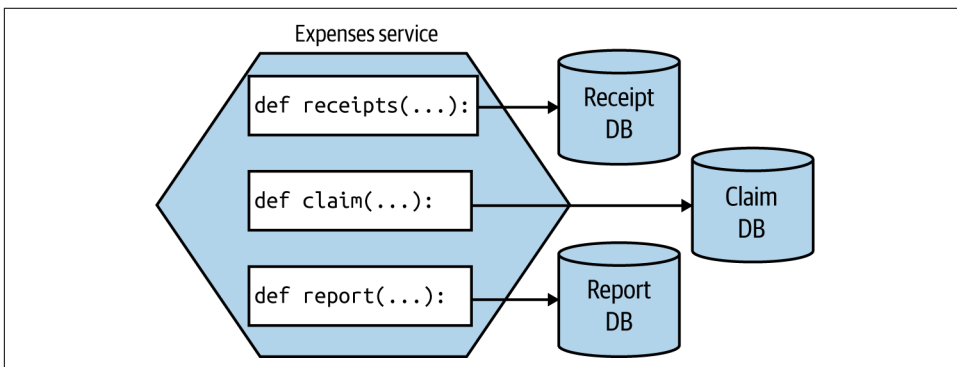 Expenses service
def receipts(...):
Receipt
DB
def claim(...):
Claim
DB
def report(...):
Report
DB